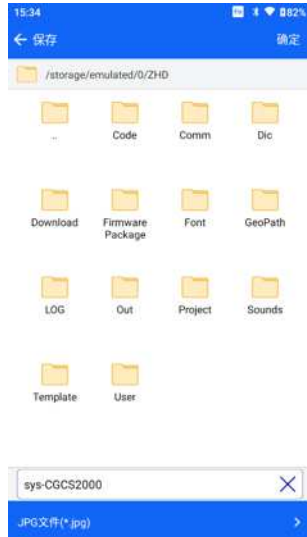 15:34
82%
保存
确定
/storage/emulated/0/ZHD
..
Code
Comm
Dic
Download
Firmware
Package
Font
GeoPath
LOG
Out
Project
Sounds
Template
User
sys-CGCS2000
JPG文件(*.jpg)